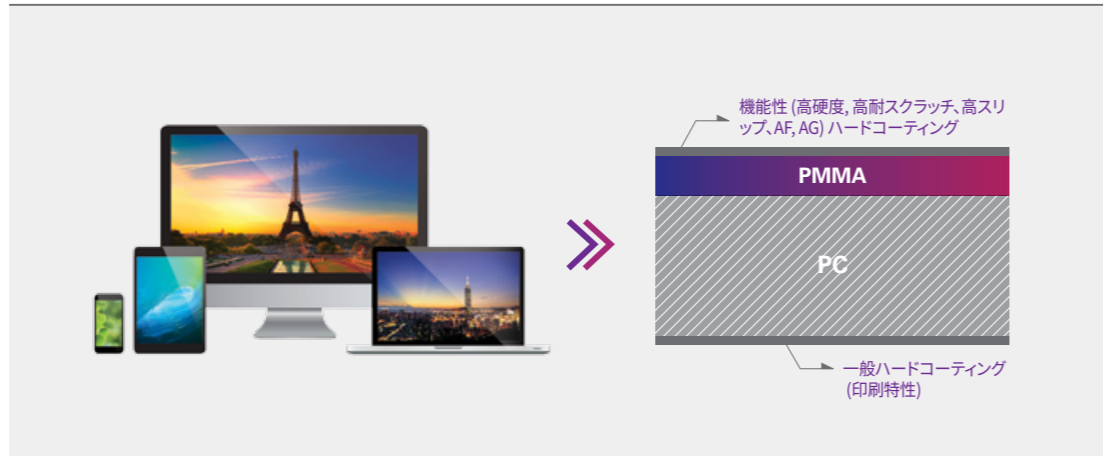 機能性 (高硬度, 高耐スクラッチ、高スリ
ップ、AF, AG) ハードコーティング
PMMA
PC
一般ハードコーティング
(印刷特性)